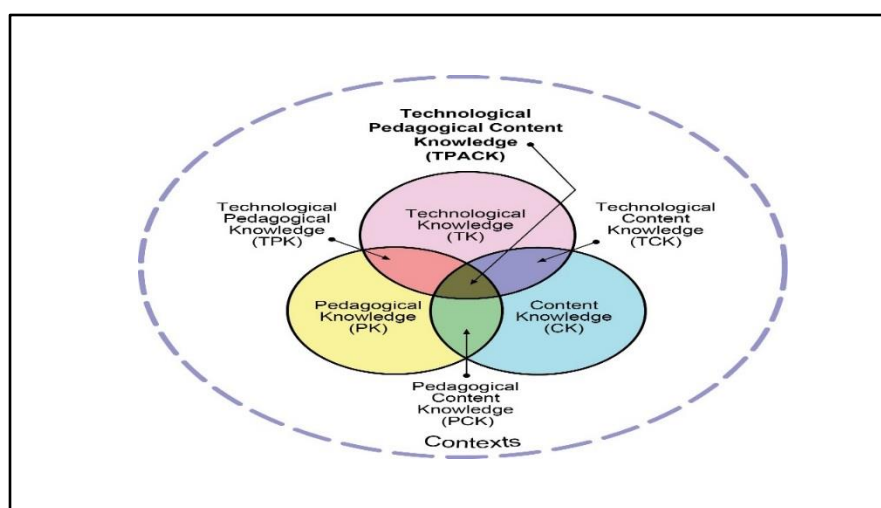 Technological
Pedagogical Content
Knowledge
(TPACK)
Technological
Pedagogical
Knowledge
(TPK)
Technological
Knowledge
(TK)
Technological
Content
Knowledge
(TCK)
Pedagogical
Knowledge
(PK)
Content
Knowledge
(CK)
Pedagogical
Content
Knowledge
(PCK)
Contexts